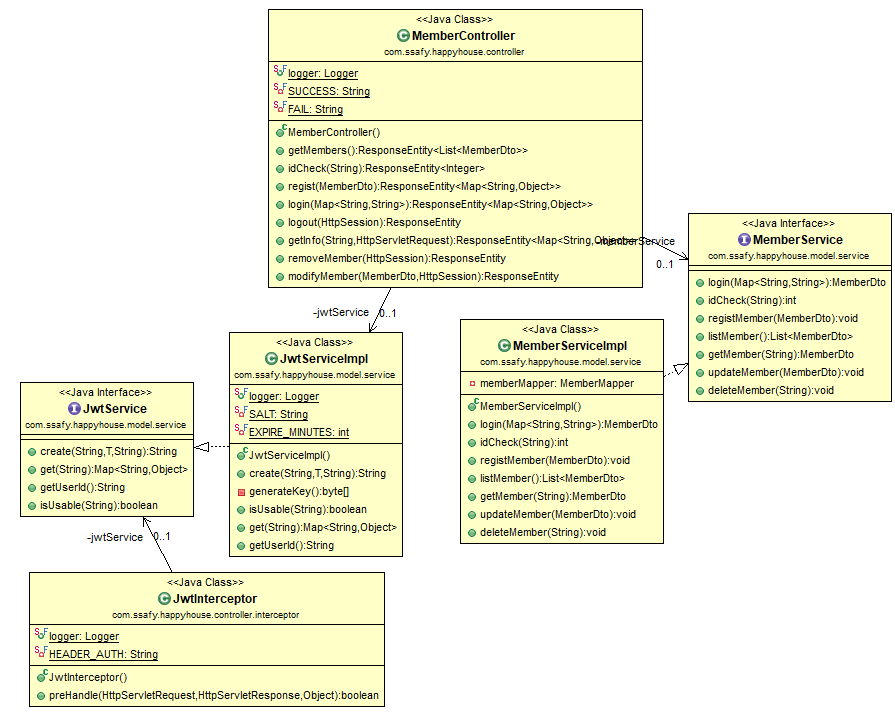 <<Java Class>>
MemberController
com.ssafy.happyhouse.controller
logger: Logger
SUCCESS: String
FAIL: String
MemberController()
getMembers():ResponseEntity<List<MemberDto>>
idCheck(String):ResponseEntity<Integer>
regist(MemberDto):ResponseEntity<Map<String,Object>>
login(Map<String,String>):ResponseEntity<Map<String,Object>>
logout(HttpSession):ResponseEntity
getInfo(String,HttpServletRequest):ResponseEntity<Map<String,Object>>
removeMember(HttpSession):ResponseEntity
modifyMember(MemberDto,HttpSession):ResponseEntity
-memberService
0..1
<<Java Interface>>
MemberService
com.ssafy.happyhouse.model.service
login(Map<String,String>):MemberDto
idCheck(String):int
registMember(MemberDto):void
listMember():List<MemberDto>
getMember(String):MemberDto
updateMember(MemberDto):void
deleteMember(String):void
-jwtService
0..1
<<Java Class>>
JwtServiceImpl
com.ssafy.happyhouse.model.service
logger: Logger
SALT: String
EXPIRE_MINUTES: int
JwtServiceImpl()
create(String,T,String):String
generateKey():byte[]
isUsable(String):boolean
get(String):Map<String,Object>
getUserId():String
<<Java Class>>
MemberServiceImpl
com.ssafy.happyhouse.model.service
memberMapper: MemberMapper
MemberServiceImpl()
login(Map<String,String>):MemberDto
idCheck(String):int
registMember(MemberDto):void
listMember():List<MemberDto>
getMember(String):MemberDto
updateMember(MemberDto):void
deleteMember(String):void
<<Java Interface>>
JwtService
com.ssafy.happyhouse.model.service
create(String,T,String):String
get(String):Map<String,Object>
getUserId():String
isUsable(String):boolean
-jwtService
0..1
<<Java Class>>
JwtInterceptor
com.ssafy.happyhouse.controller.interceptor
logger: Logger
HEADER_AUTH: String
JwtInterceptor()
preHandle(HttpServletRequest,HttpServletResponse,Object):boolean